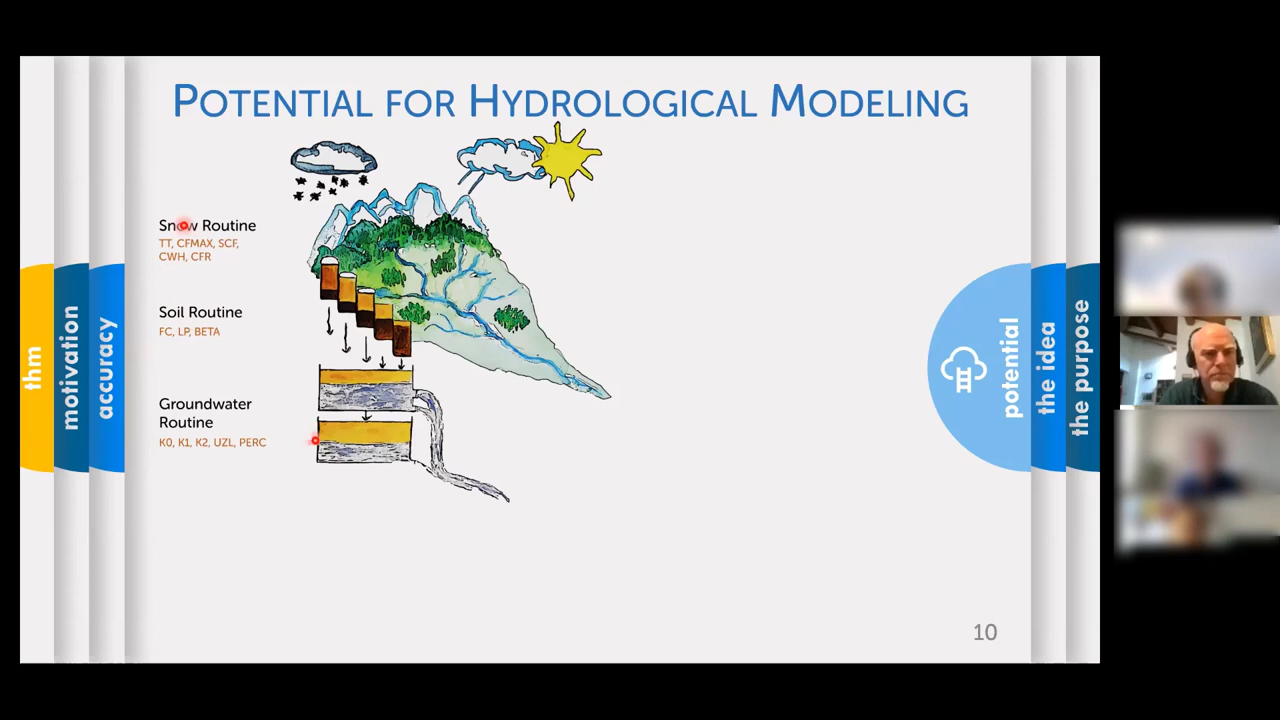 POTENTIAL FOR HYDROLOGICAL MODELING
Snow Routine
TT, CFMAX, SCF,
CWH, CFR
Soil Routine
FC, LP, BETA
Groundwater
Routine
K0, K1, K2, UZL, PERC
thm
motivation
accuracy
potential
the idea
the purpose
10